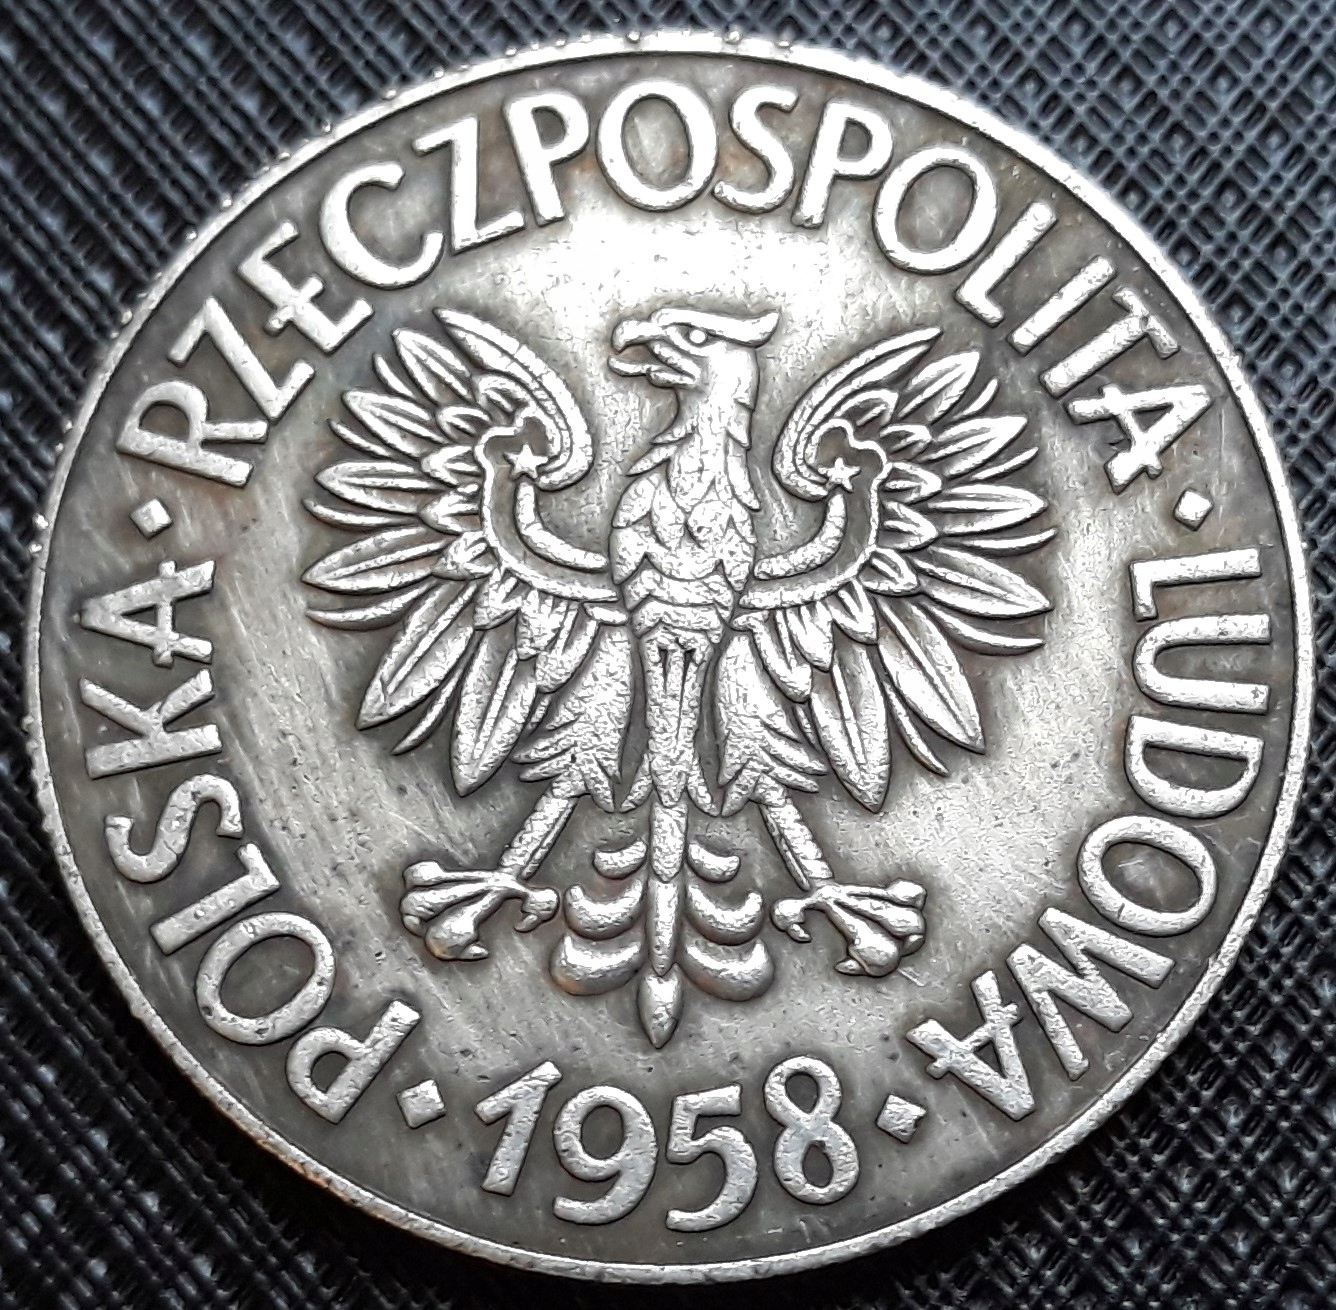 RZECZPOSPOLITA · LUDOWA · 1958 · POLSKA ·